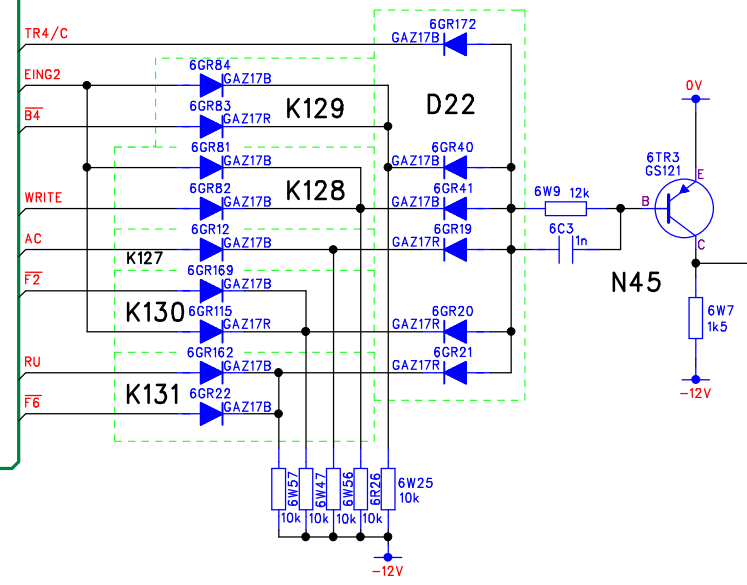 6GR172
TR4/C
GAZ17B
6GR84
EING2
GAZ17B
0V
6GR83
B4
GAZ17R
K129
D22
6GR81
6GR40
6TR3
GAZ17B
GAZ17B
GS121
E
6GR82
K128
6GR41
6W9 12k
WRITE
GAZ17B
GAZ17B
B
6GR12
6GR19
6C3
AC
GAZ17B
GAZ17R
1n
C
K127
6GR169
F2
GAZ17B
N45
K130
6GR115
6GR20
6W7
GAZ17R
GAZ17R
1k5
6GR162
6GR21
RU
GAZ17B
GAZ17R
K131
6GR22
-12V
F6
GAZ17B
6W57
6W47
6W56
6R26
6W25
10k
10k
10k
10k
10k
-12V